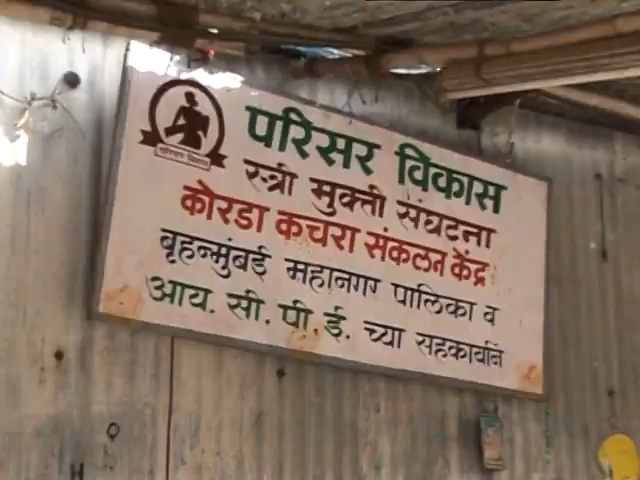 परिसर विकास
स्त्री मुक्ती संघटना
कोरडा कचरा संकलन केंद्र
बृहन्मुंबई महानगर पालिका व
आय. सी. पी. ई. च्या सहकार्याने